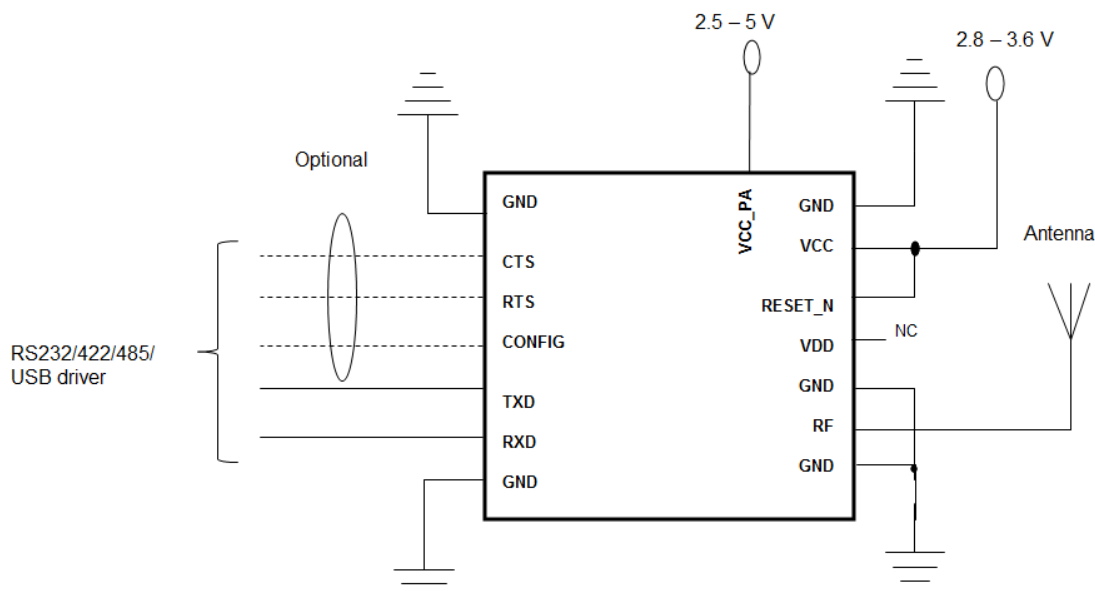 2.5 – 5 V
2.8 – 3.6 V
Optional
GND
CTS
RTS
CONFIG
TXD
RXD
GND
RS232/422/485/
USB driver
VCC_PA
GND
VCC
RESET_N
VDD
GND
RF
GND
NC
Antenna